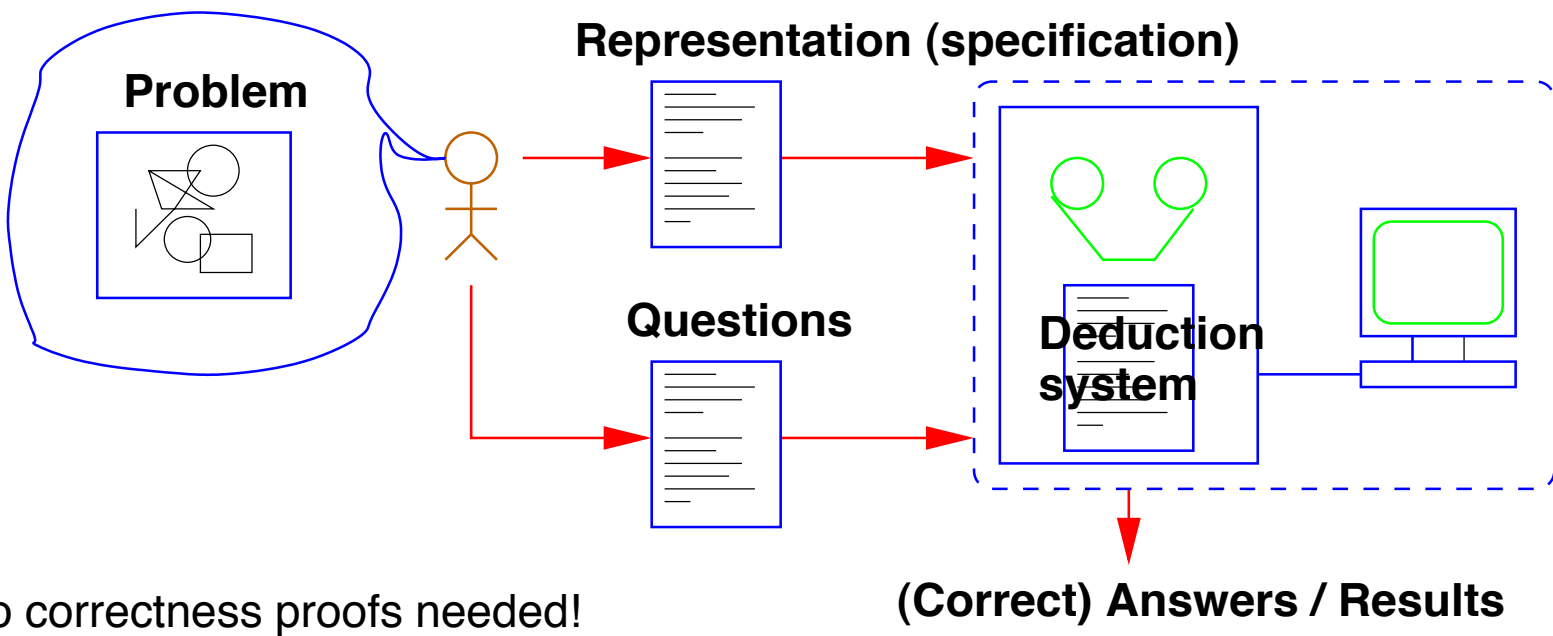 Representation (specification)
Problem
Questions
Deduction
system
(Correct) Answers / Results
correctness proofs needed!